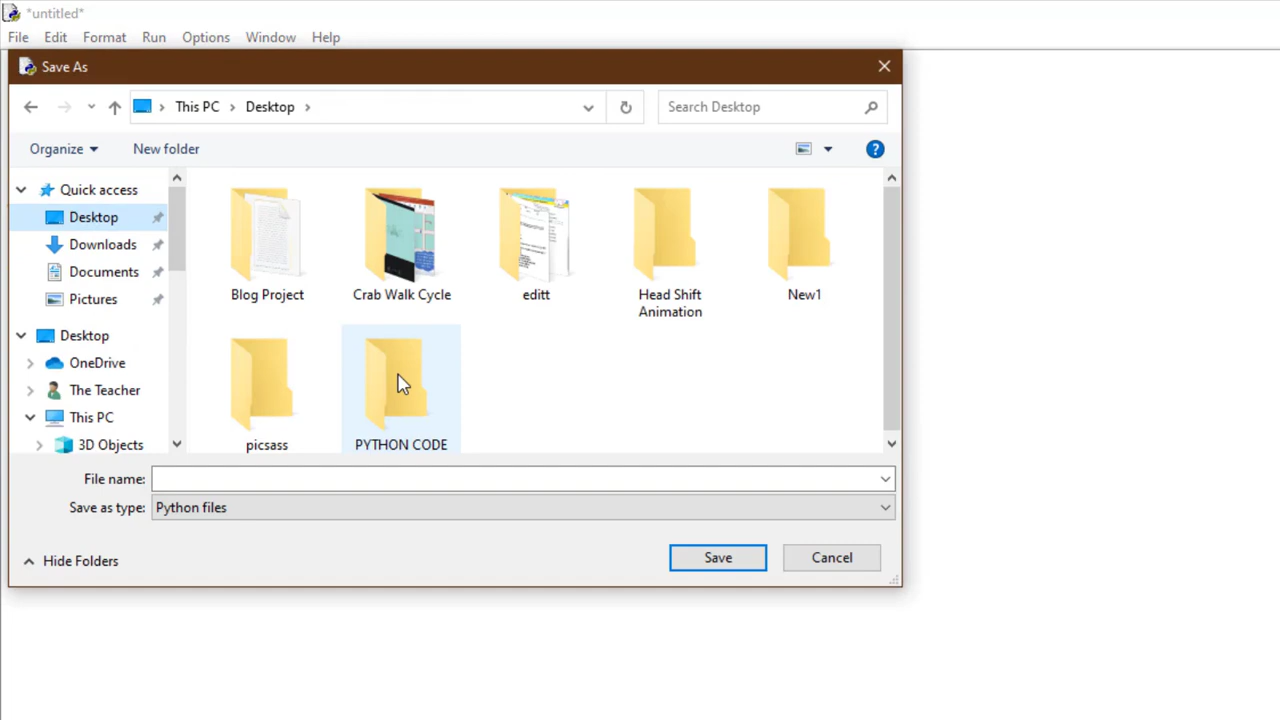 *untitled*
File Edit Format Run Options Window Help
Save As
This PC Desktop
Search Desktop
Organize New folder
Quick access
Desktop
Downloads
Documents
Pictures
Desktop
OneDrive
The Teacher
This PC
3D Objects
Blog Project Crab Walk Cycle editt Head Shift New1
Animation
picsass PYTHON CODE
File name:
Save as type: Python files
Hide Folders Save Cancel